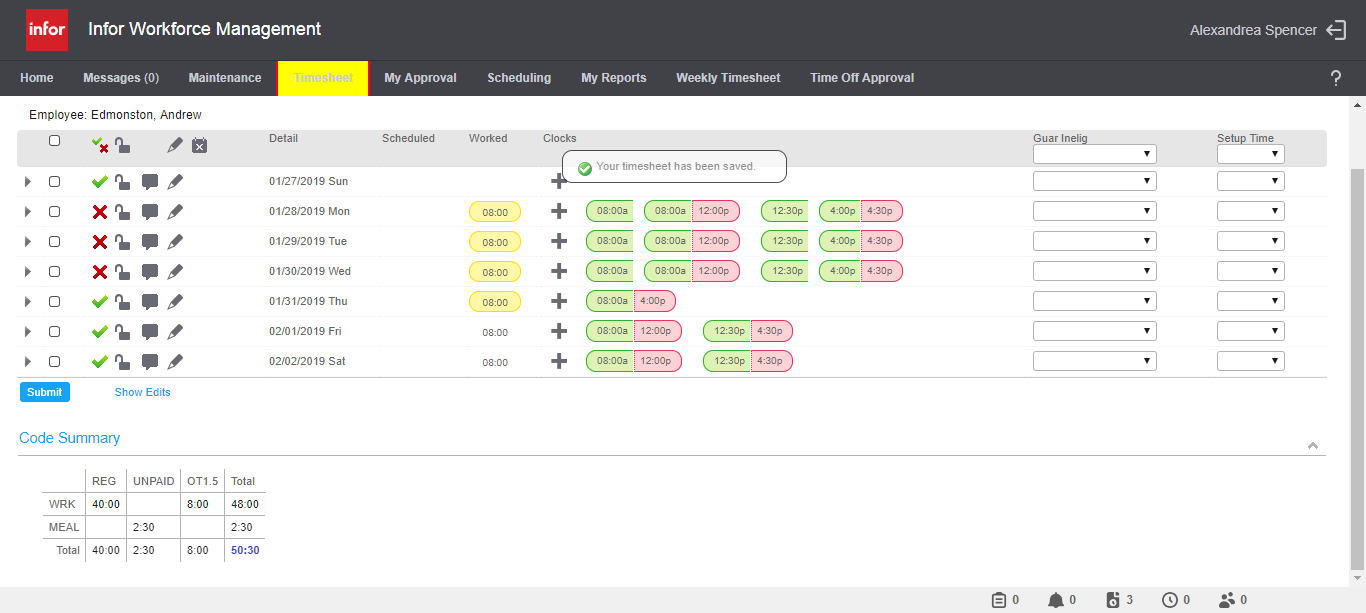 infor Infor Workforce Management Alexandrea Spencer
Home Messages (0) Maintenance Timesheet My Approval Scheduling My Reports Weekly Timesheet Time Off Approval ?
Employee: Edmonston, Andrew
Detail Scheduled Worked Clocks Guar Inelig Setup Time
Your timesheet has been saved.
01/27/2019 Sun
01/28/2019 Mon 08:00 08:00a 08:00a 12:00p 12:30p 4:00p 4:30p
01/29/2019 Tue 08:00 08:00a 08:00a 12:00p 12:30p 4:00p 4:30p
01/30/2019 Wed 08:00 08:00a 08:00a 12:00p 12:30p 4:00p 4:30p
01/31/2019 Thu 08:00 08:00a 4:00p
02/01/2019 Fri 08:00 08:00a 12:00p 12:30p 4:30p
02/02/2019 Sat 08:00 08:00a 12:00p 12:30p 4:30p
Submit Show Edits
Code Summary
REG UNPAID OT1.5 Total
WRK 40:00 8:00 48:00
MEAL 2:30 2:30
Total 40:00 2:30 8:00 50:30
0 0 3 0 0